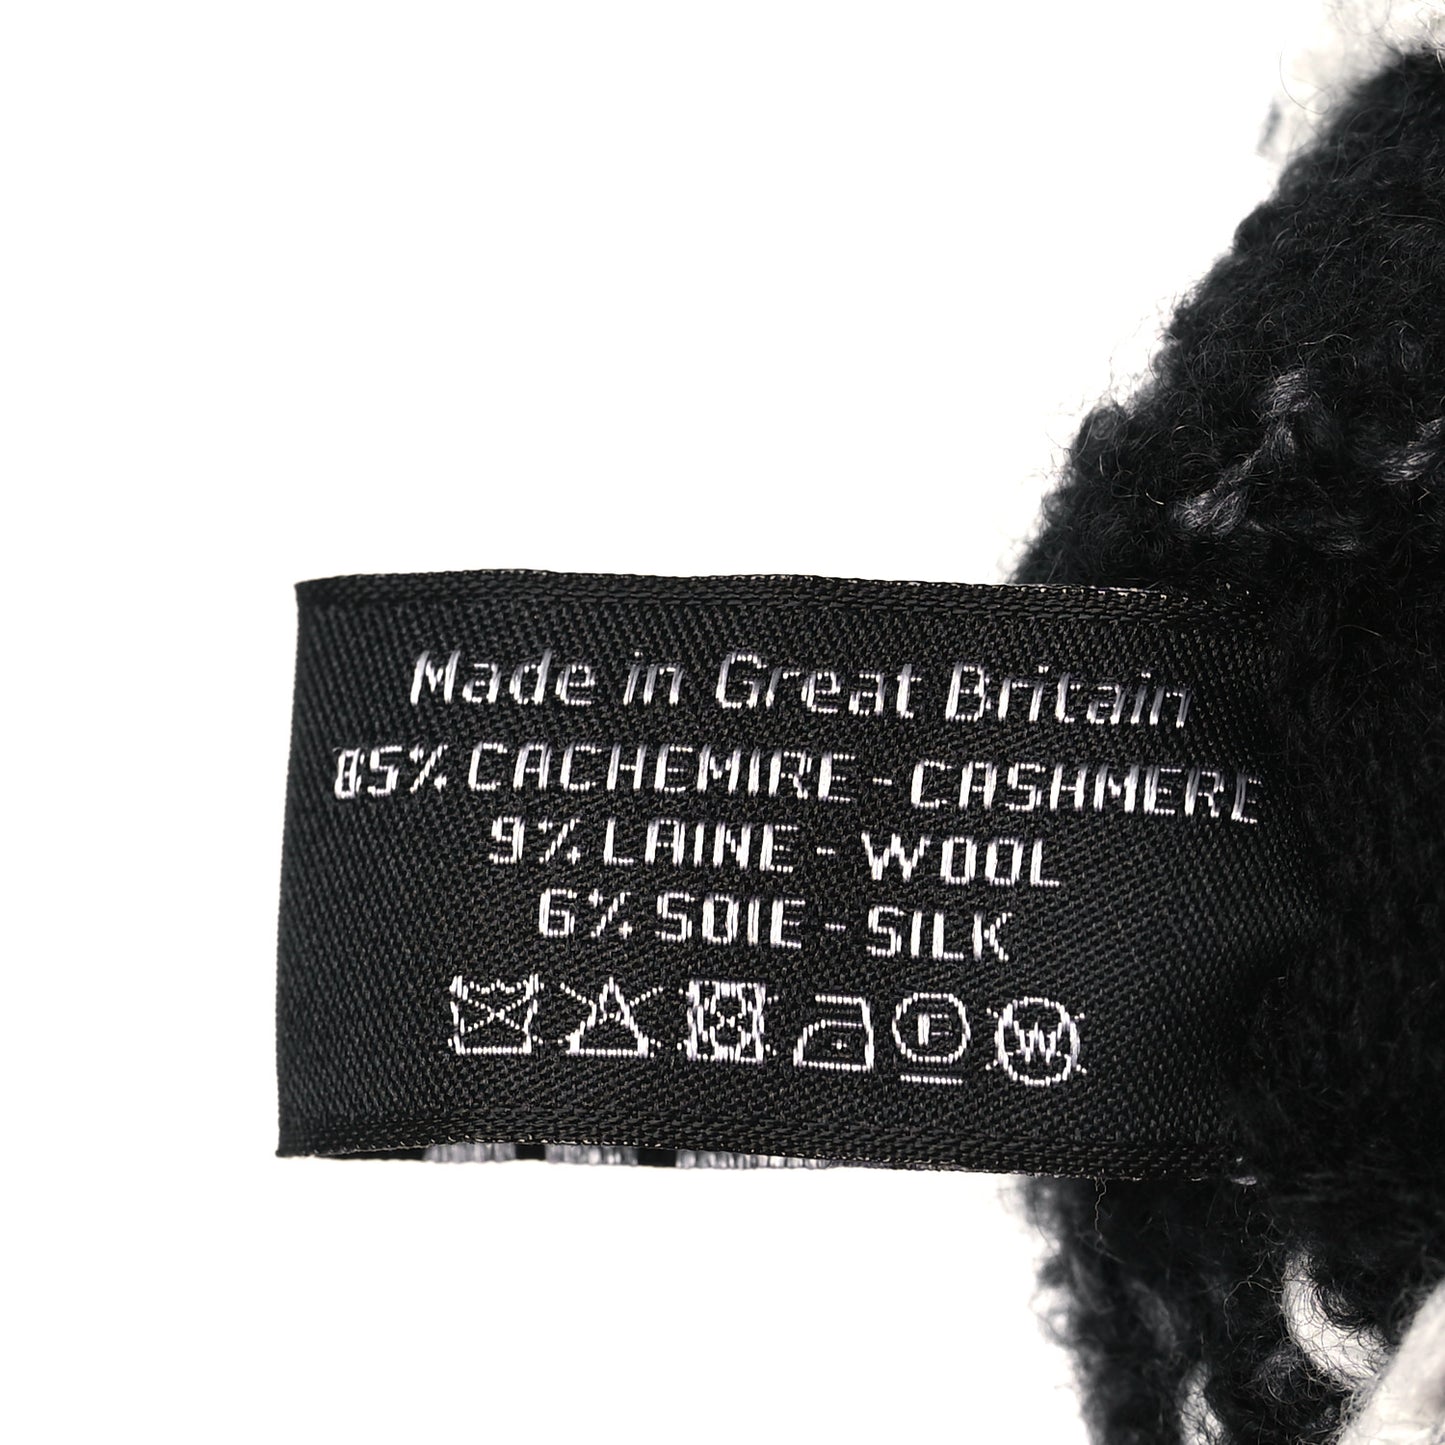 Made in Great Britain
85% CACHEMIRE - CASHMERE
9% LAINE - WOOL
6% SOIE - SILK
P W